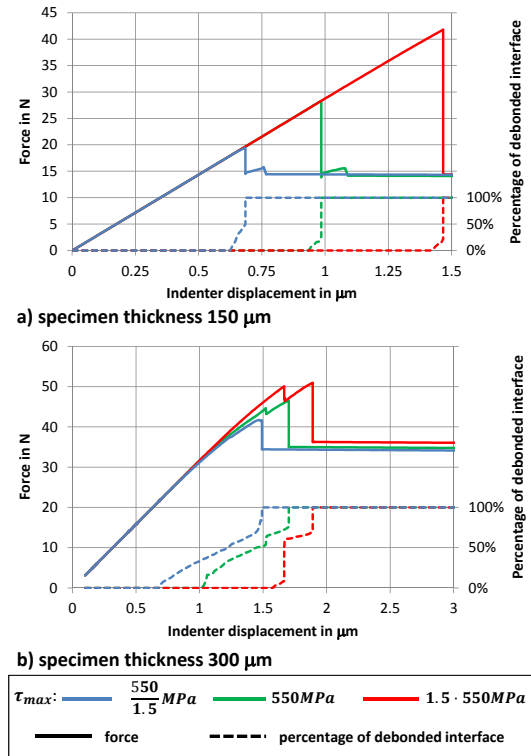 45
40
35
30
25
20
15
10
5
0
Force in N
100%
50%
0%
Percentage of debonded interface
0 0.25 0.5 0.75 1 1.25 1.5
Indenter displacement in μm
a) specimen thickness 150 μm
60
50
40
30
20
10
0
Force in N
100%
50%
0%
Percentage of debonded interface
0 0.5 1 1.5 2 2.5 3
Indenter displacement in μm
b) specimen thickness 300 μm
τmax: 550/1.5 MPa 550MPa 1.5 · 550MPa
force percentage of debonded interface